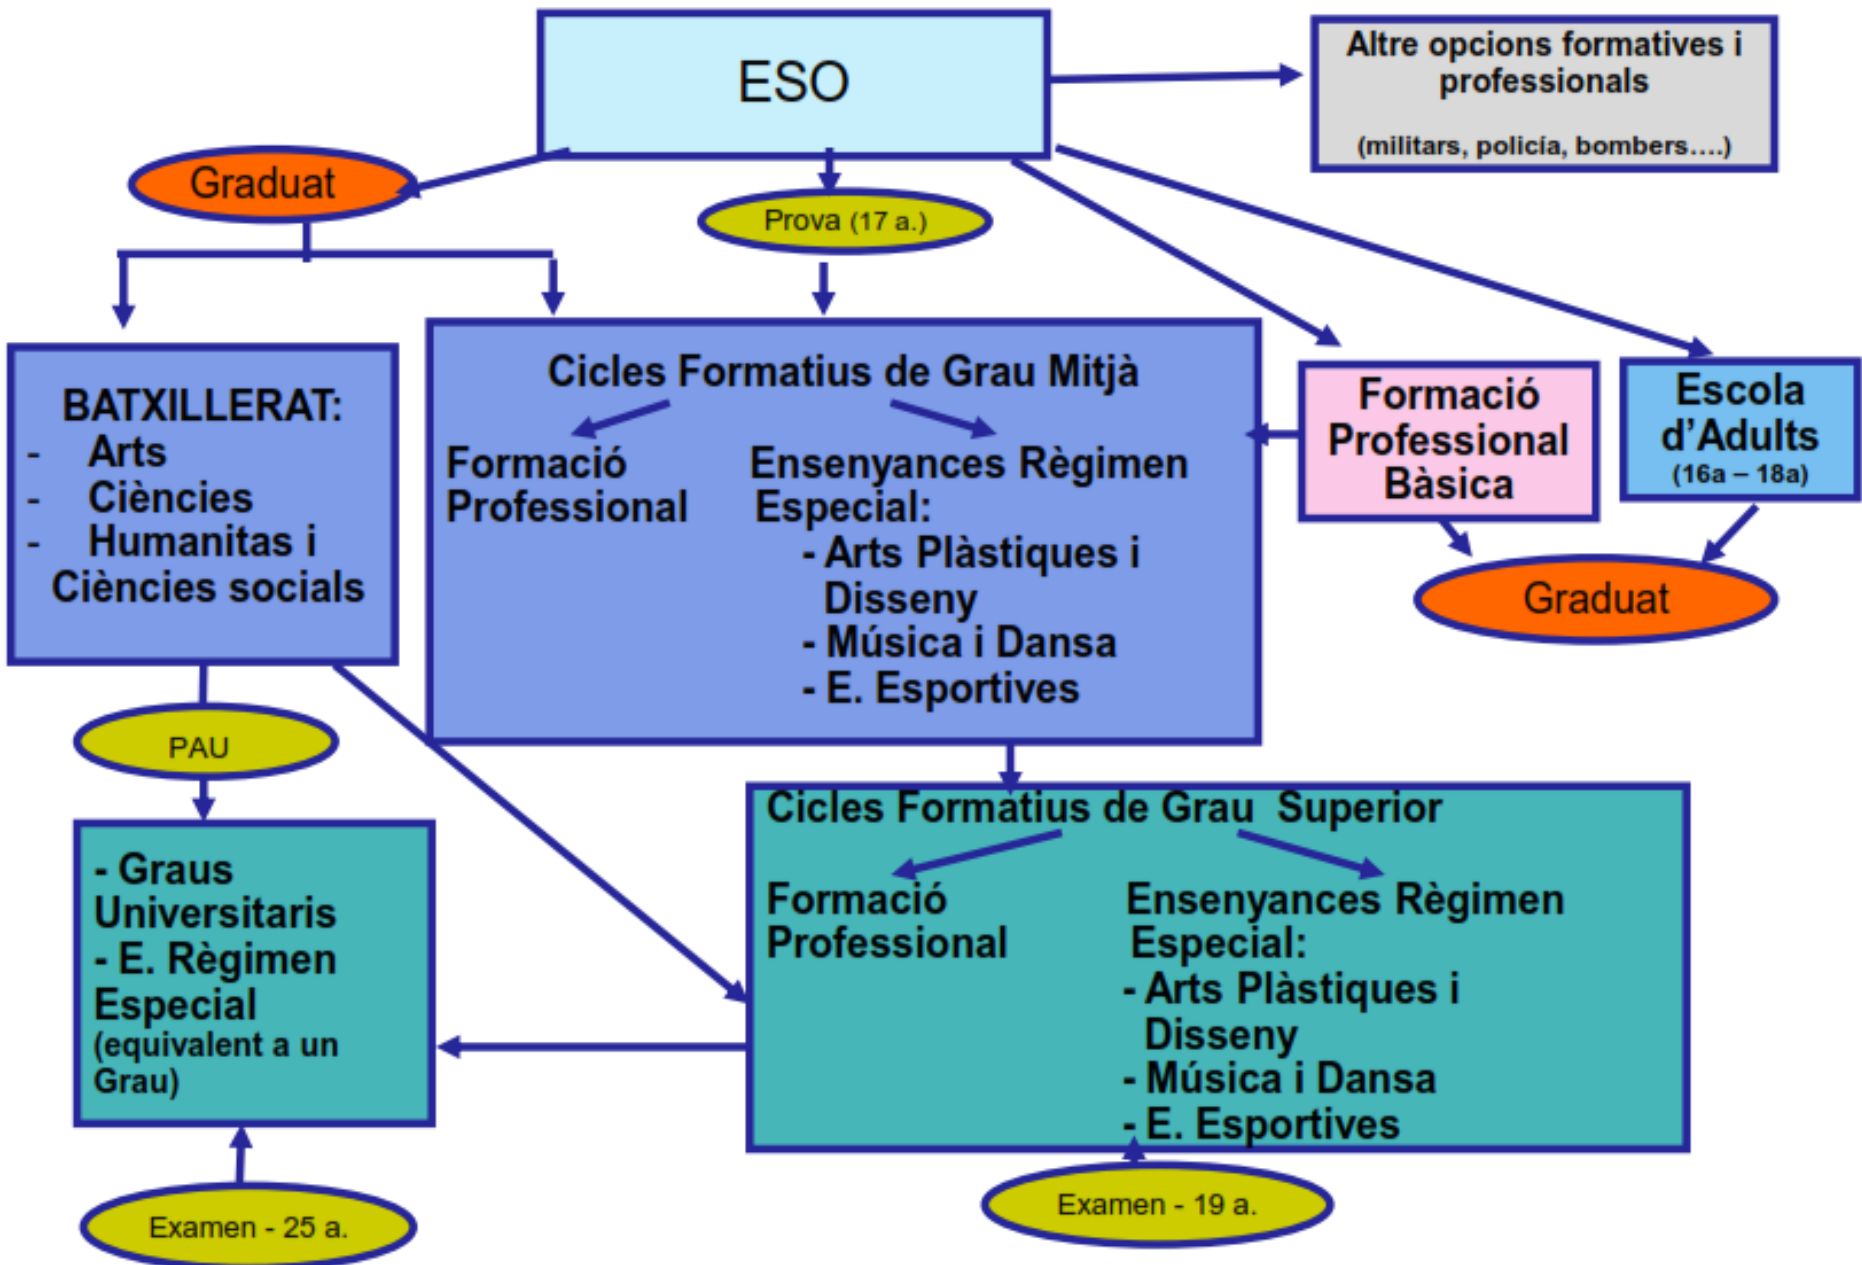 ESO
Altre opcions formatives i
professionals
(militars, policía, bombers....)
Graduat
Prova (17 a.)
BATXILLERAT:
- Arts
- Ciències
- Humanitas i
Ciències socials
Cicles Formatius de Grau Mitjà
Formació
Professional
Ensenyances Règimen
Especial:
- Arts Plàstiques i
Disseny
- Música i Dansa
- E. Esportives
Formació
Professional
Bàsica
Escola
d'Adults
(16a – 18a)
Graduat
PAU
- Graus
Universitaris
- E. Règimen
Especial
(equivalent a un
Grau)
Cicles Formatius de Grau Superior
Formació
Professional
Ensenyances Règimen
Especial:
- Arts Plàstiques i
Disseny
- Música i Dansa
- E. Esportives
Examen - 25 a.
Examen - 19 a.